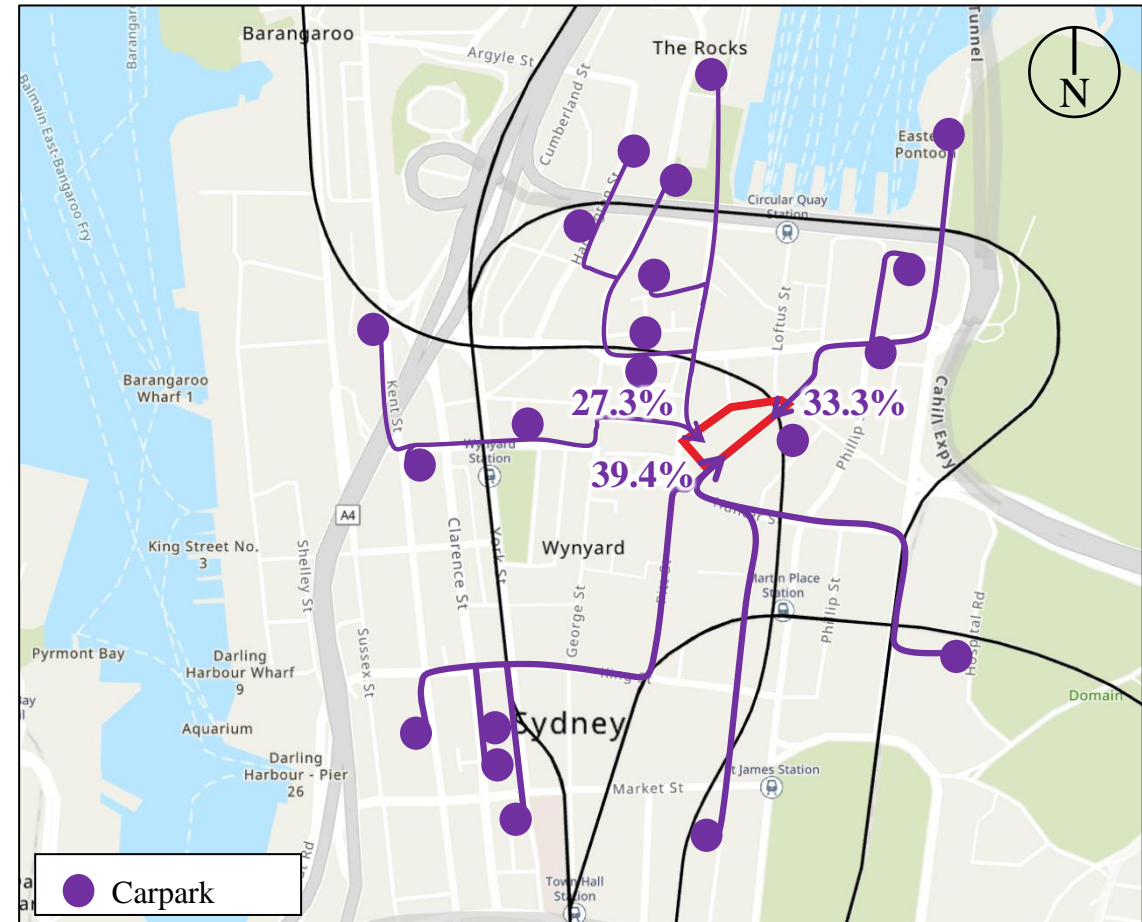 Barangaroo
The Rocks
Tunnel
N
Argyle St
Cumberland St
Balmain East-Bangaroo Fry
Pontoon
Circular Quay
Station
Loftus St
Barangaroo
Wharf 1
Kent St
27.3%
33.3%
Cahill Expy
Wynyard
Station
39.4%
A4
Clarence St
York St
Wynyard
King Street No.
3
Shelley St
Pitt St
Martin Place
Station
Phillip St
George St
Hospital Rd
Sussex St
Pyrmont Bay
Darling
Harbour Wharf
9
King St
Domain
Aquarium
Sydney
Darling
Harbour - Pier
26
St James Station
Market St
Town Hall
Station
Carpark